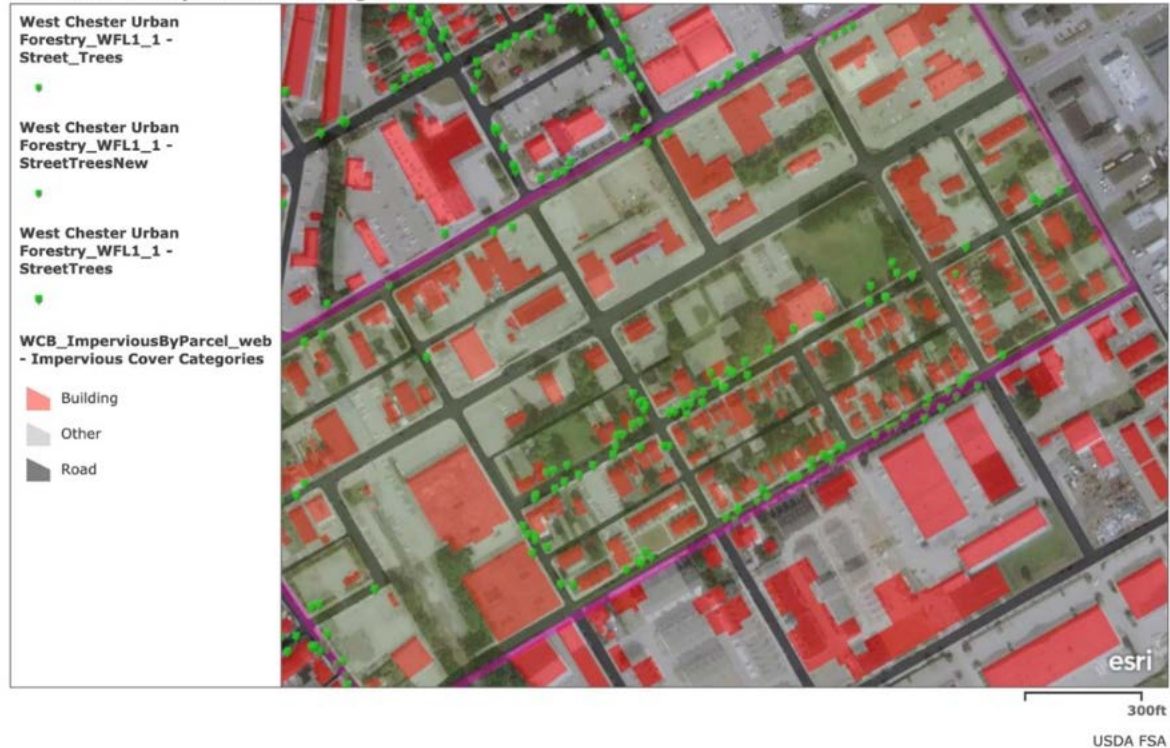 West Chester Urban
Forestry_WFL1_1 -
Street_Trees
West Chester Urban
Forestry_WFL1_1 -
StreetTreesNew
West Chester Urban
Forestry_WFL1_1 -
StreetTrees
WCB_ImperviousByParcel_web
- Impervious Cover Categories
Building
Other
Road
esri
300ft
USDA FSA